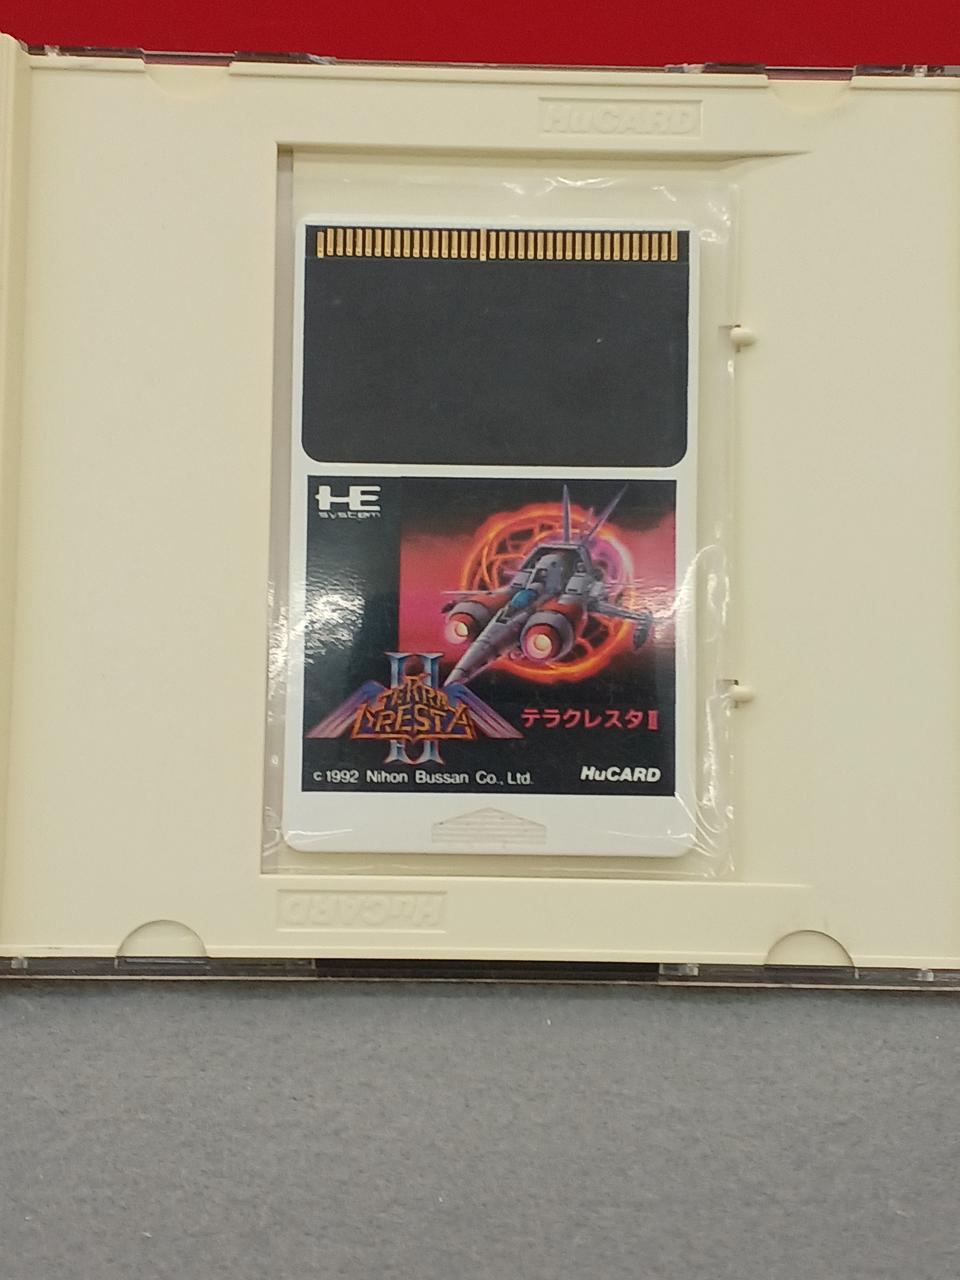 HuCARD
HE
system
II
TERRA
CRESTA
テラクレスタⅡ
c 1992 Nihon Bussan Co., Ltd.
HuCARD
HuCARD